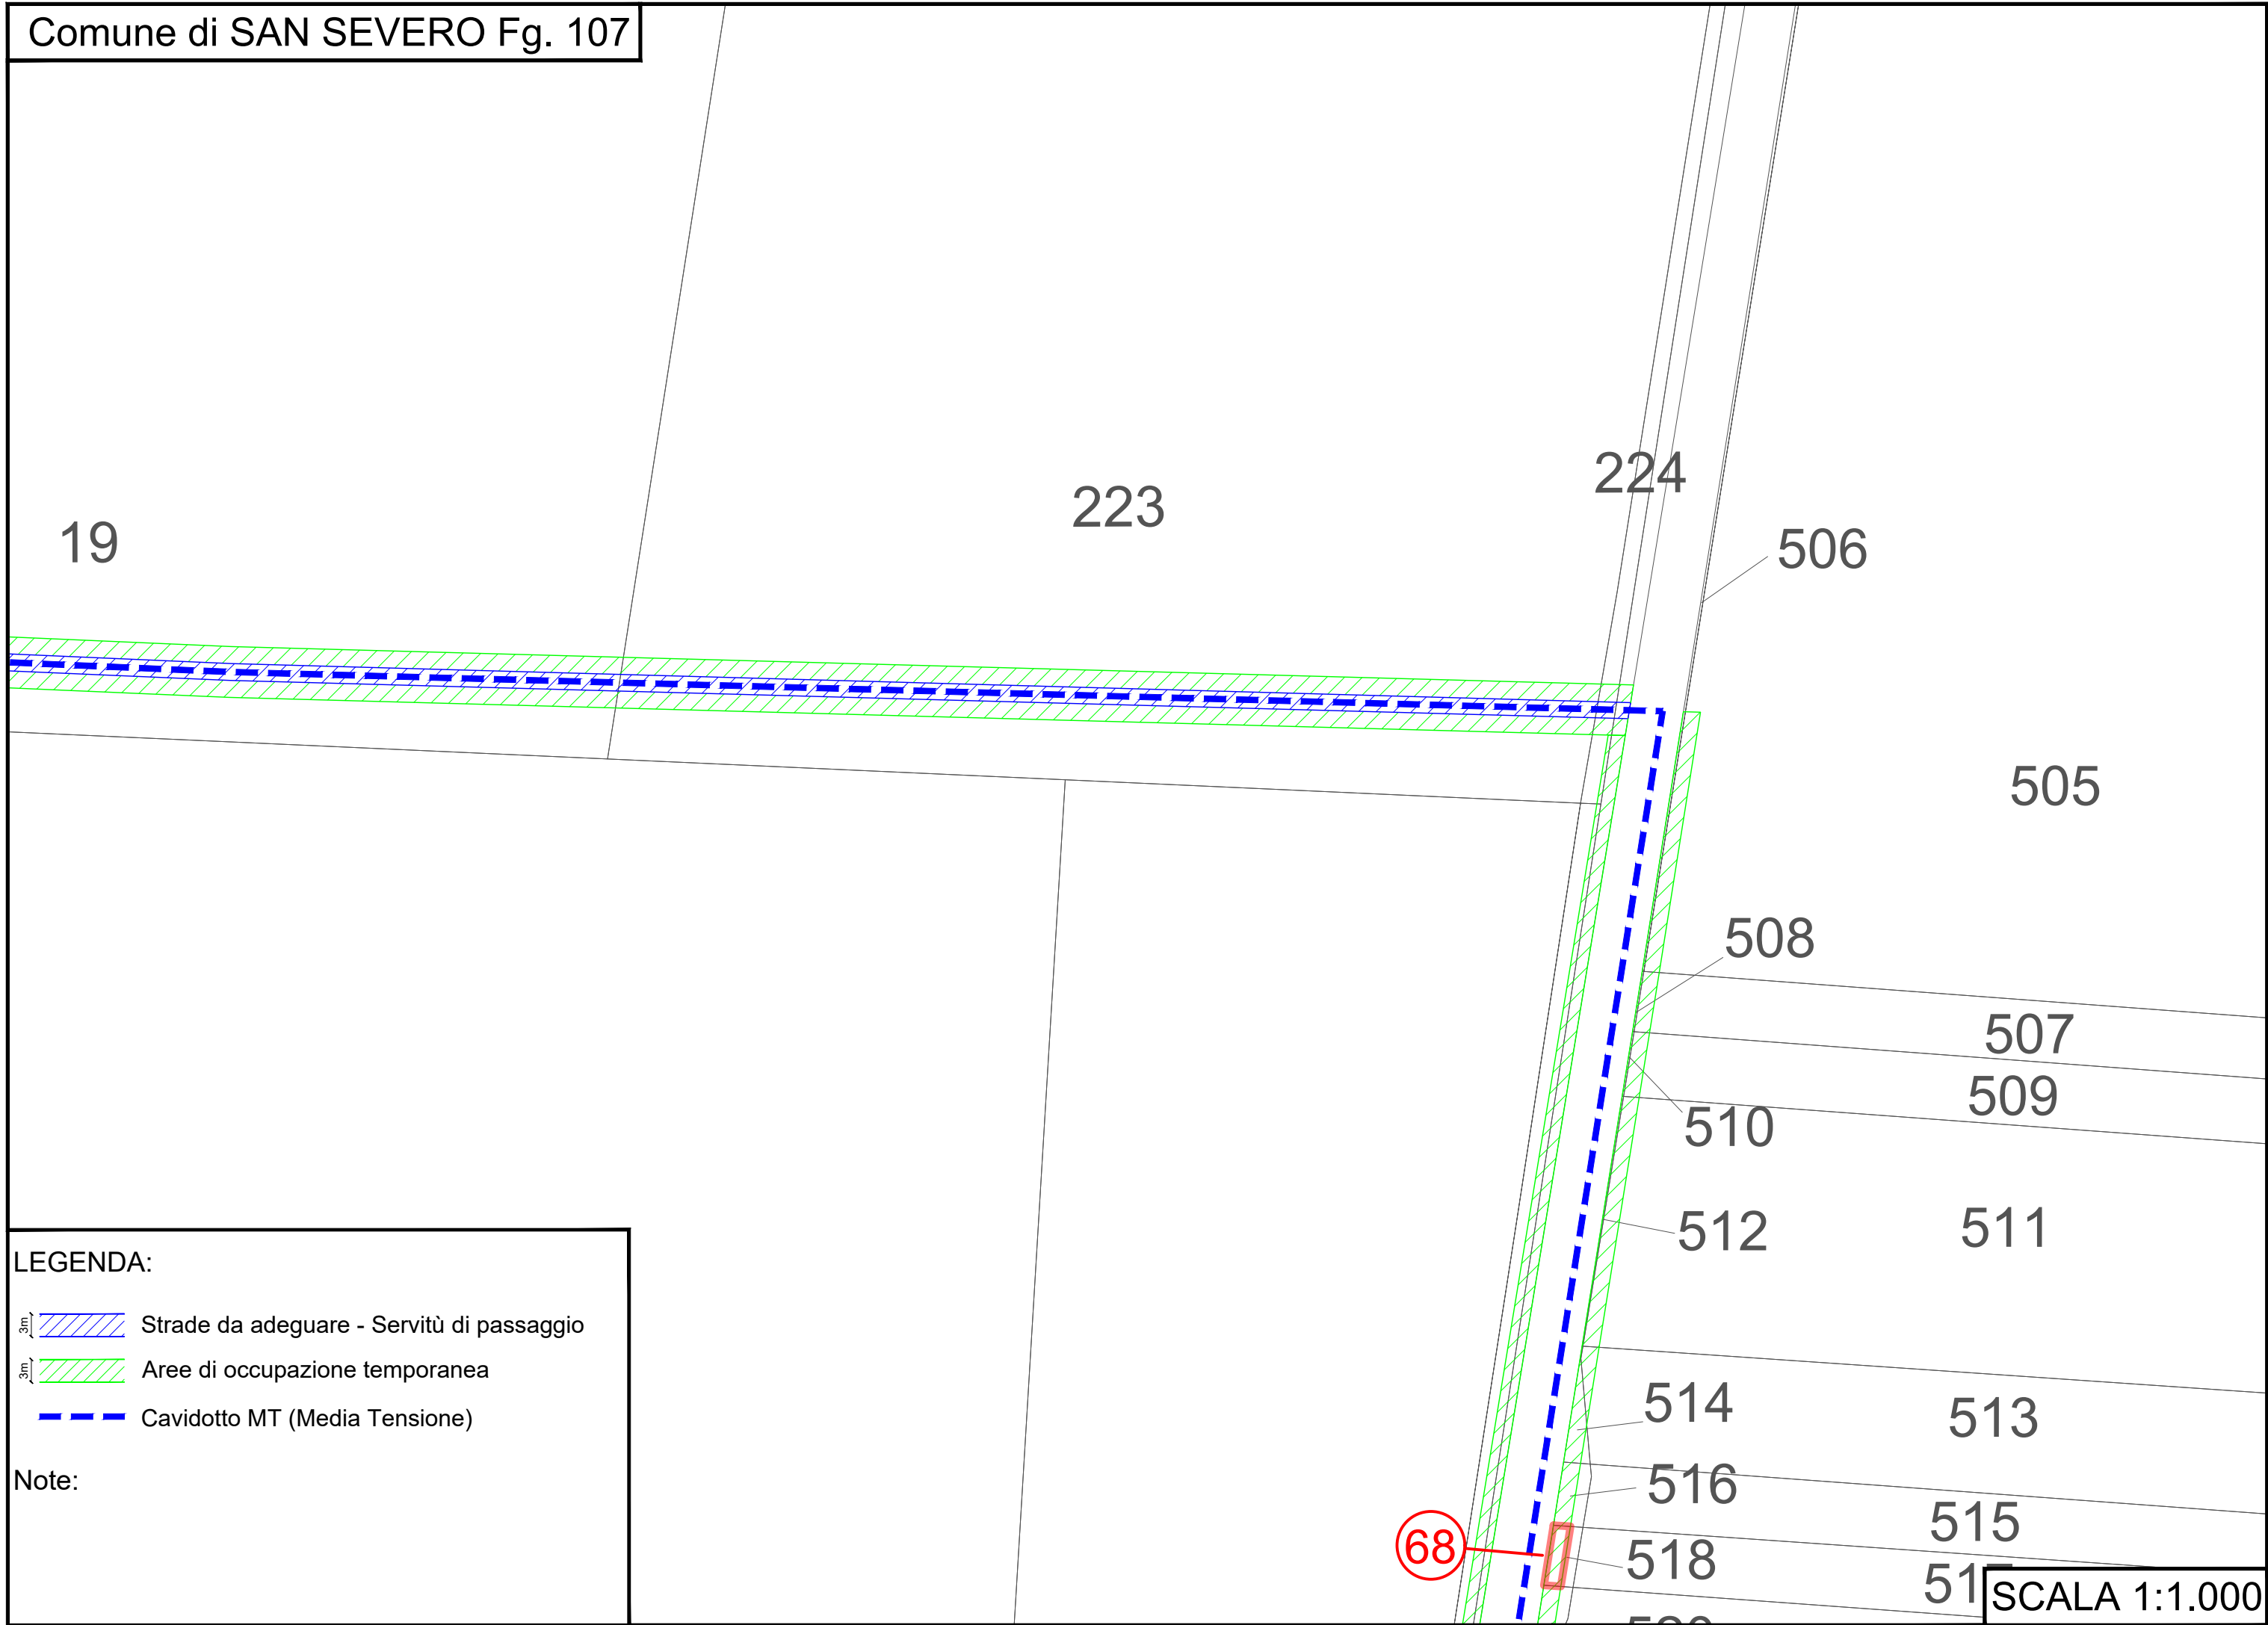 Comune di SAN SEVERO Fg. 107
224
223
19
506
505
508
507
509
510
512
511
514
513
516
515
68
518
SCALA 1:1.000
LEGENDA:
3m Strade da adeguare - Servitù di passaggio
3m Aree di occupazione temporanea
Cavidotto MT (Media Tensione)
Note: